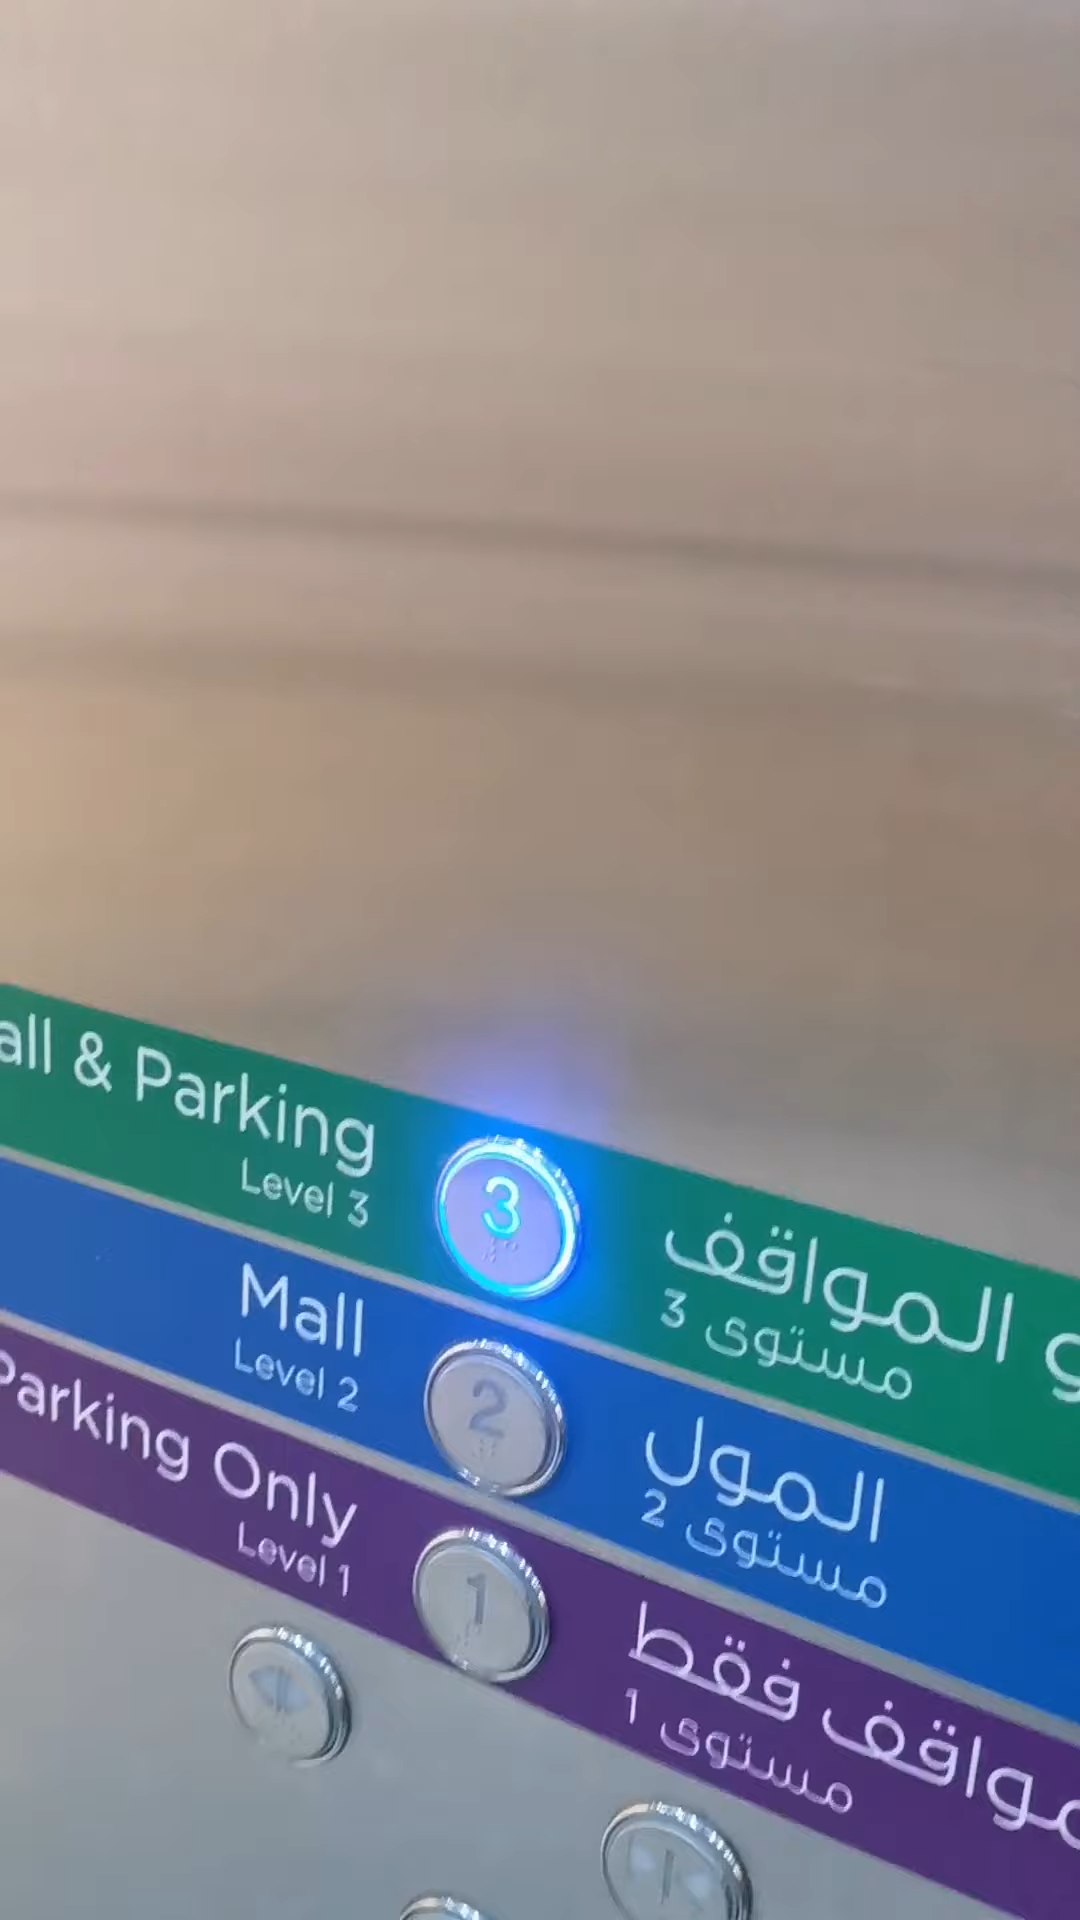 & Parking
Level 3
3
و المواقف
مستوى 3
Mall
Level 2
2
المول
مستوى 2
Parking Only
Level 1
1
مواقف فقط
مستوى 1